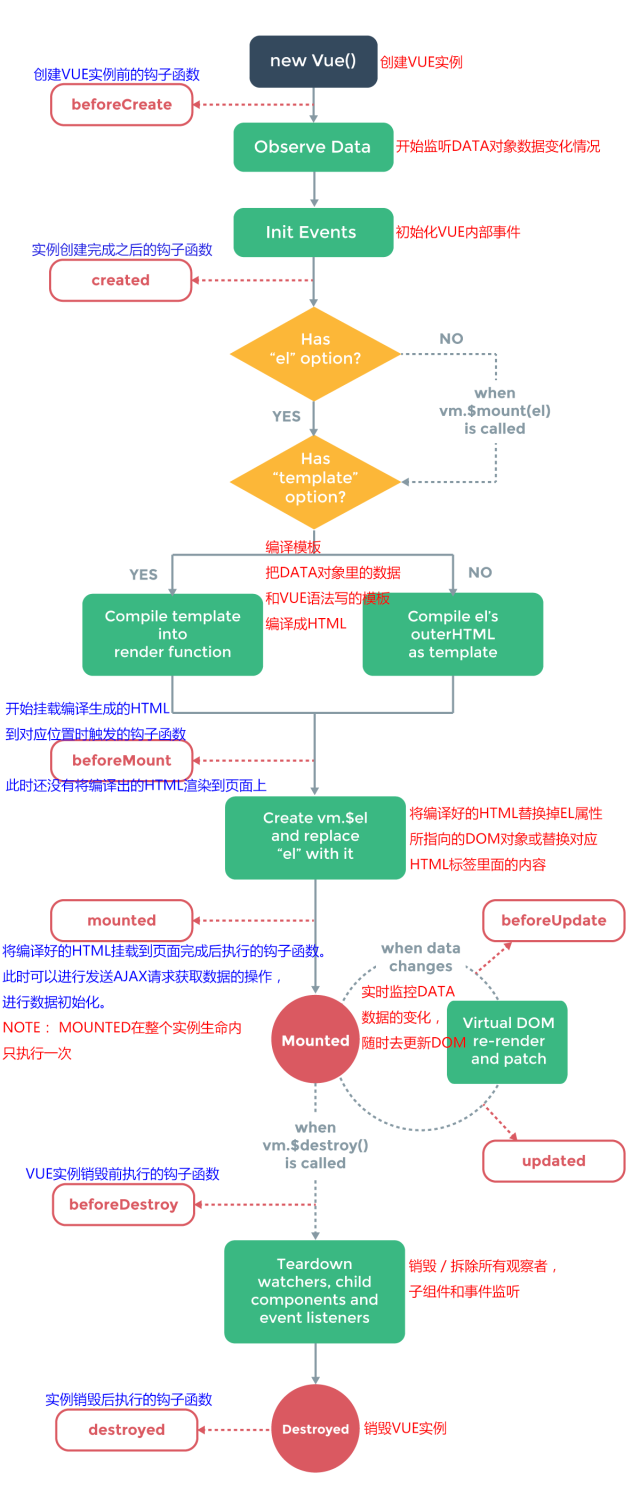 new Vue()
创建VUE实例
创建VUE实例前的钩子函数
beforeCreate
Observe Data
开始监听DATA对象数据变化情况
Init Events
初始化VUE内部事件
实例创建完成之后的钩子函数
created
Has
“el” option?
NO
when
vm.$mount(el)
is called
YES
Has
“template”
option?
编译模板
把DATA对象里的数据
和VUE语法写的模板
编译成HTML
YES
NO
Compile template
into
render function
Compile el’s
outerHTML
as template
开始挂载编译生成的HTML
到对应位置时触发的钩子函数
beforeMount
此时还没有将编译出的HTML渲染到页面上
Create vm.$el
and replace
“el” with it
将编译好的HTML替换掉EL属性
所指向的DOM对象或替换对应
HTML标签里面的内容
mounted
将编译好的HTML挂载到页面完成后执行的钩子函数。
此时可以进行发送AJAX请求获取数据的操作，
进行数据初始化。
NOTE： MOUNTED在整个实例生命内
只执行一次
beforeUpdate
when data
changes
实时监控DATA
数据的变化，
随时去更新DOM
Mounted
Virtual DOM
re-render
and patch
updated
when
vm.$destroy()
is called
VUE实例销毁前执行的钩子函数
beforeDestroy
Teardown
watchers, child
components and
event listeners
销毁 / 拆除所有观察者，
子组件和事件监听
实例销毁后执行的钩子函数
destroyed
Destroyed
销毁VUE实例